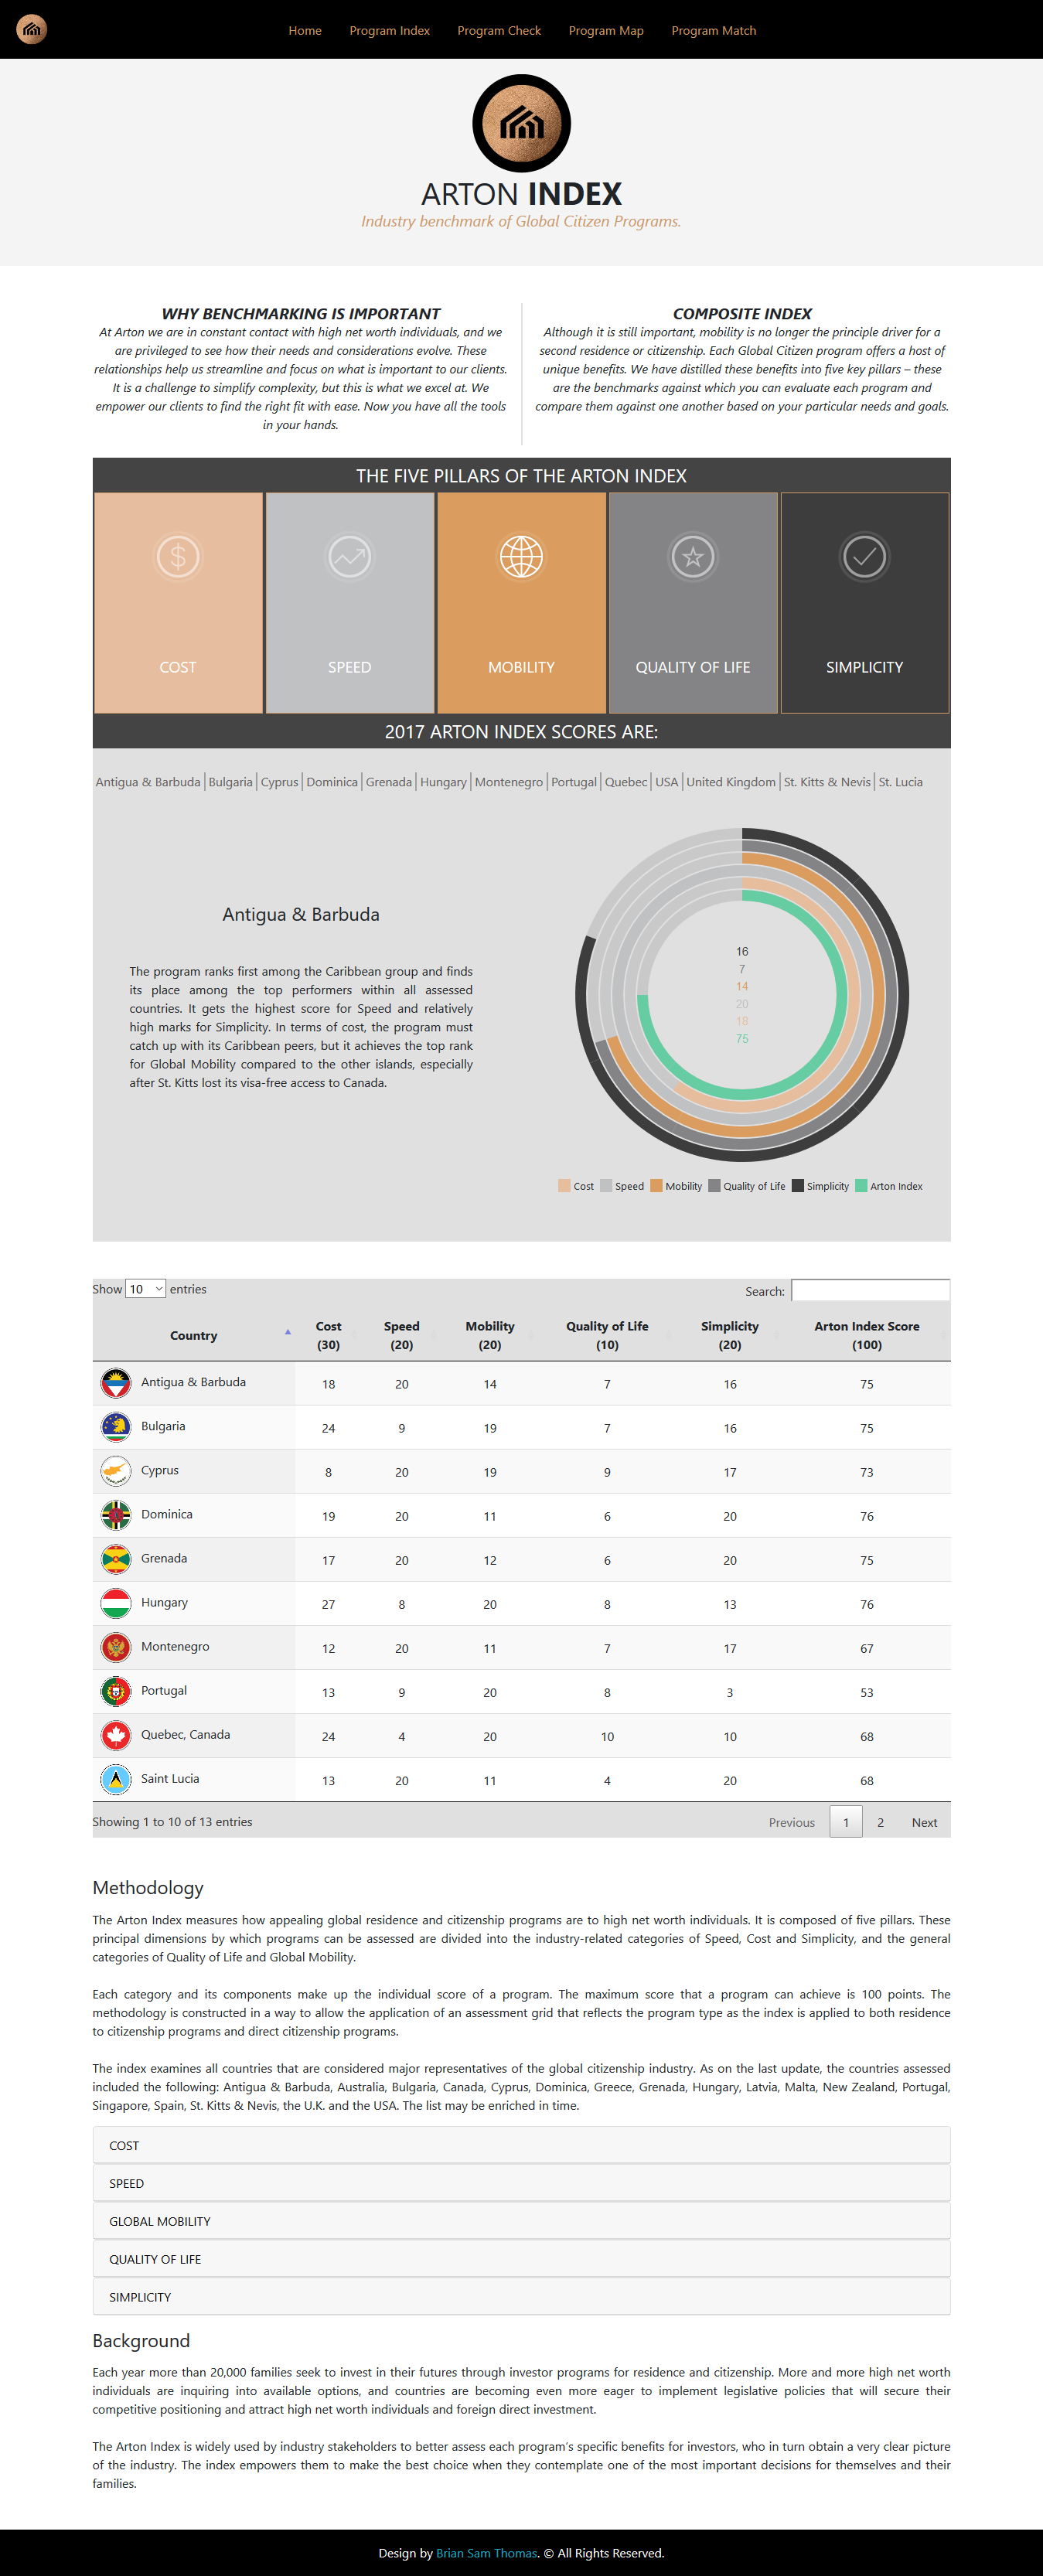 Home Program Index Program Check Program Map Program Match
ARTON INDEX
Industry benchmark of Global Citizen Programs.
WHY BENCHMARKING IS IMPORTANT
At Arton we are in constant contact with high net worth individuals, and we
are privileged to see how their needs and considerations evolve. These
relationships help us streamline and focus on what is important to our clients.
It is a challenge to simplify complexity, but this is what we excel at. We
empower our clients to find the right fit with ease. Now you have all the tools
in your hands.
COMPOSITE INDEX
Although it is still important, mobility is no longer the principle driver for a
second residence or citizenship. Each Global Citizen program offers a host of
unique benefits. We have distilled these benefits into five key pillars – these
are the benchmarks against which you can evaluate each program and
compare them against one another based on your particular needs and goals.
THE FIVE PILLARS OF THE ARTON INDEX
COST SPEED MOBILITY QUALITY OF LIFE SIMPLICITY
2017 ARTON INDEX SCORES ARE:
Antigua & Barbuda Bulgaria Cyprus Dominica Grenada Hungary Montenegro Portugal Quebec USA United Kingdom St. Kitts & Nevis St. Lucia
Antigua & Barbuda
The program ranks first among the Caribbean group and finds
its place among the top performers within all assessed
countries. It gets the highest score for Speed and relatively
high marks for Simplicity. In terms of cost, the program must
catch up with its Caribbean peers, but it achieves the top rank
for Global Mobility compared to the other islands, especially
after St. Kitts lost its visa-free access to Canada.
16
7
14
20
18
75
Cost Speed Mobility Quality of Life Simplicity Arton Index
Show 10 entries Search:
Country Cost (30) Speed (20) Mobility (20) Quality of Life (10) Simplicity (20) Arton Index Score (100)
Antigua & Barbuda 18 20 14 7 16 75
Bulgaria 24 9 19 7 16 75
Cyprus 8 20 19 9 17 73
Dominica 19 20 11 6 20 76
Grenada 17 20 12 6 20 75
Hungary 27 8 20 8 13 76
Montenegro 12 20 11 7 17 67
Portugal 13 9 20 8 3 53
Quebec, Canada 24 4 20 10 10 68
Saint Lucia 13 20 11 4 20 68
Showing 1 to 10 of 13 entries Previous 1 2 Next
Methodology
The Arton Index measures how appealing global residence and citizenship programs are to high net worth individuals. It is composed of five pillars. These
principal dimensions by which programs can be assessed are divided into the industry-related categories of Speed, Cost and Simplicity, and the general
categories of Quality of Life and Global Mobility.
Each category and its components make up the individual score of a program. The maximum score that a program can achieve is 100 points. The
methodology is constructed in a way to allow the application of an assessment grid that reflects the program type as the index is applied to both residence
to citizenship programs and direct citizenship programs.
The index examines all countries that are considered major representatives of the global citizenship industry. As on the last update, the countries assessed
included the following: Antigua & Barbuda, Australia, Bulgaria, Canada, Cyprus, Dominica, Greece, Grenada, Hungary, Latvia, Malta, New Zealand, Portugal,
Singapore, Spain, St. Kitts & Nevis, the U.K. and the USA. The list may be enriched in time.
COST
SPEED
GLOBAL MOBILITY
QUALITY OF LIFE
SIMPLICITY
Background
Each year more than 20,000 families seek to invest in their futures through investor programs for residence and citizenship. More and more high net worth
individuals are inquiring into available options, and countries are becoming even more eager to implement legislative policies that will secure their
competitive positioning and attract high net worth individuals and foreign direct investment.
The Arton Index is widely used by industry stakeholders to better assess each program's specific benefits for investors, who in turn obtain a very clear picture
of the industry. The index empowers them to make the best choice when they contemplate one of the most important decisions for themselves and their
families.
Design by Brian Sam Thomas. © All Rights Reserved.